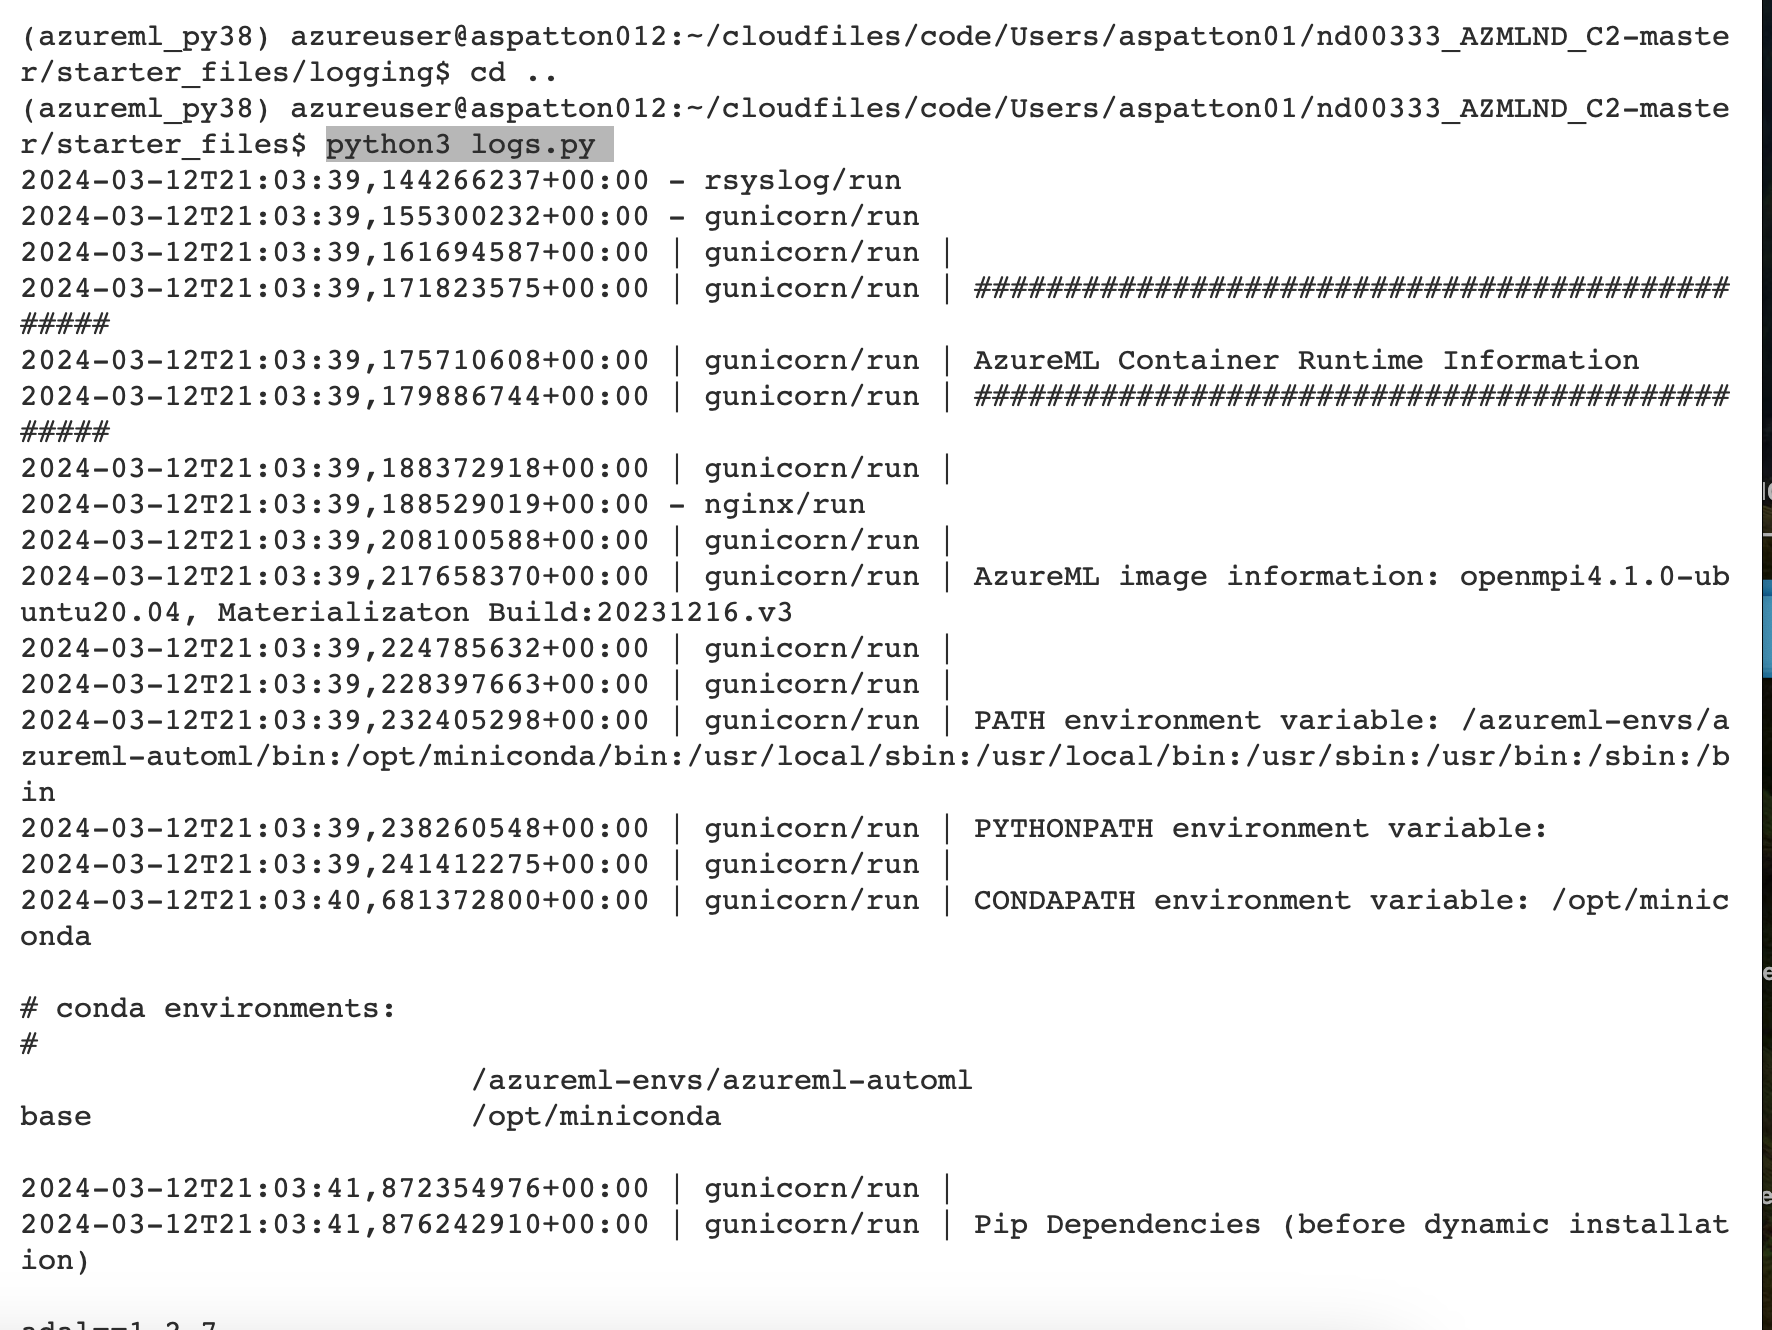 (azureml_py38) azureuser@aspatton012:~/cloudfiles/code/Users/aspatton01/nd00333_AZMLND_C2-maste
r/starter_files/logging$ cd ..
(azureml_py38) azureuser@aspatton012:~/cloudfiles/code/Users/aspatton01/nd00333_AZMLND_C2-maste
r/starter_files$ python3 logs.py
2024-03-12T21:03:39,144266237+00:00 - rsyslog/run
2024-03-12T21:03:39,155300232+00:00 - gunicorn/run
2024-03-12T21:03:39,161694587+00:00 | gunicorn/run |
2024-03-12T21:03:39,171823575+00:00 | gunicorn/run | ##########################################
#####
2024-03-12T21:03:39,175710608+00:00 | gunicorn/run | AzureML Container Runtime Information
2024-03-12T21:03:39,179886744+00:00 | gunicorn/run | ##########################################
#####
2024-03-12T21:03:39,188372918+00:00 | gunicorn/run |
2024-03-12T21:03:39,188529019+00:00 - nginx/run
2024-03-12T21:03:39,208100588+00:00 | gunicorn/run |
2024-03-12T21:03:39,217658370+00:00 | gunicorn/run | AzureML image information: openmpi4.1.0-ub
untu20.04, Materializaton Build:20231216.v3
2024-03-12T21:03:39,224785632+00:00 | gunicorn/run |
2024-03-12T21:03:39,228397663+00:00 | gunicorn/run |
2024-03-12T21:03:39,232405298+00:00 | gunicorn/run | PATH environment variable: /azureml-envs/a
zureml-automl/bin:/opt/miniconda/bin:/usr/local/sbin:/usr/local/bin:/usr/sbin:/usr/bin:/sbin:/b
in
2024-03-12T21:03:39,238260548+00:00 | gunicorn/run | PYTHONPATH environment variable:
2024-03-12T21:03:39,241412275+00:00 | gunicorn/run |
2024-03-12T21:03:40,681372800+00:00 | gunicorn/run | CONDAPATH environment variable: /opt/minic
onda
# conda environments:
#
/azureml-envs/azureml-automl
base                     /opt/miniconda
2024-03-12T21:03:41,872354976+00:00 | gunicorn/run |
2024-03-12T21:03:41,876242910+00:00 | gunicorn/run | Pip Dependencies (before dynamic installat
ion)